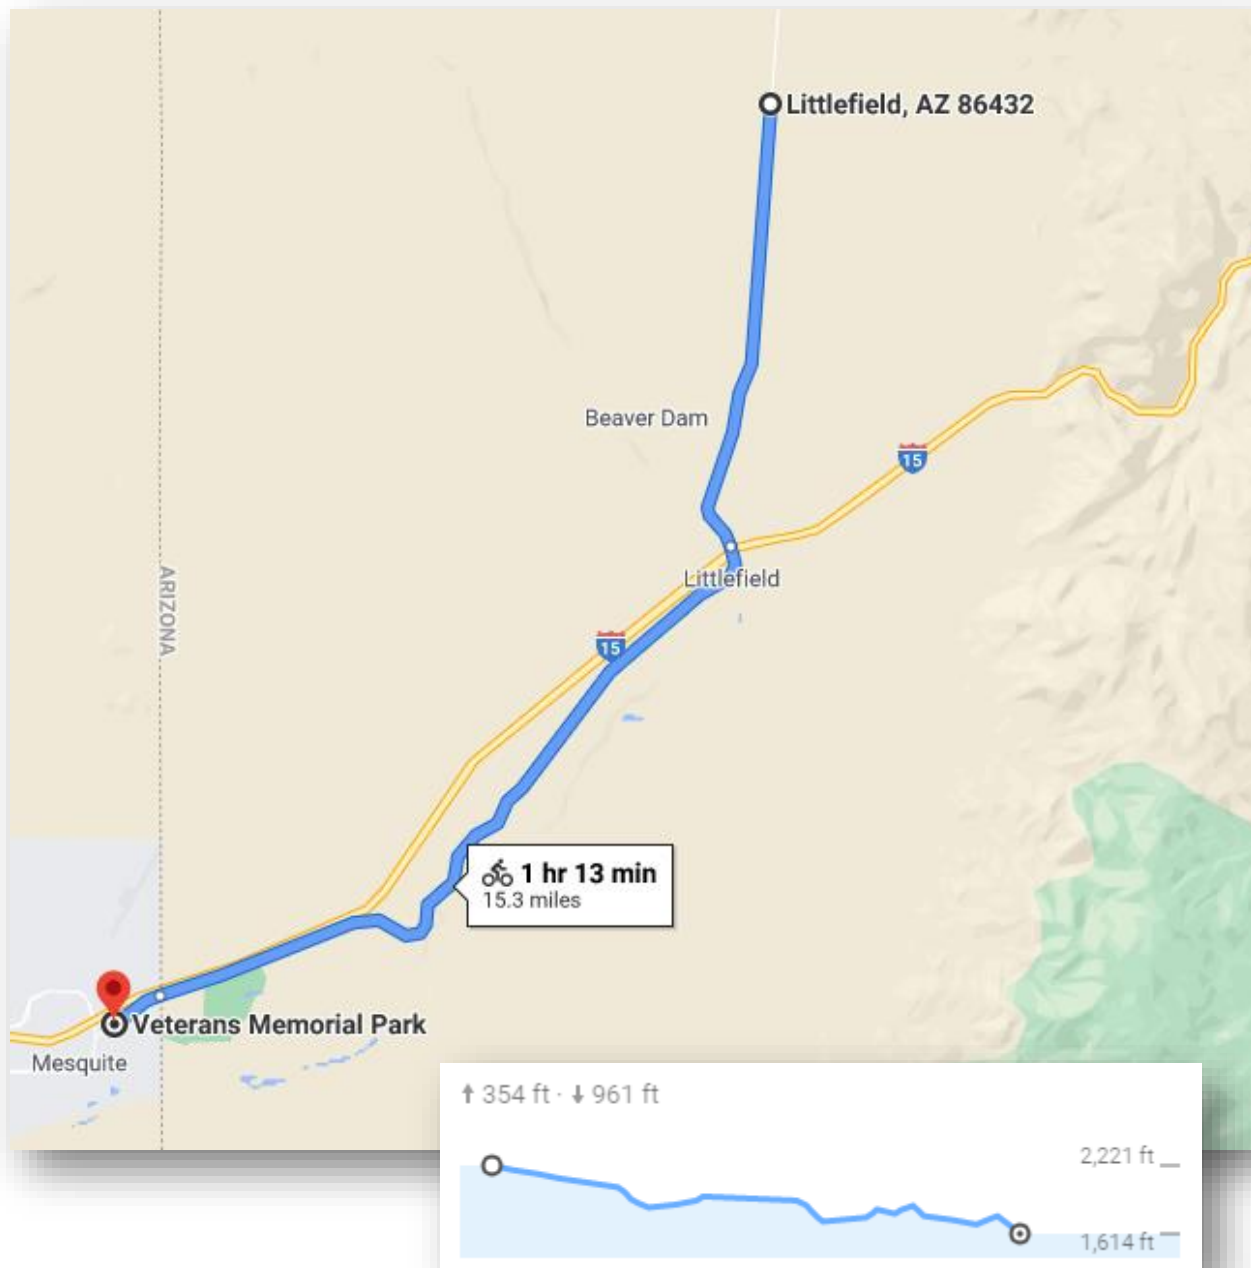 Littlefield, AZ 86432
Beaver Dam
15
Littlefield
ARIZONA
15
1 hr 13 min
15.3 miles
Veterans Memorial Park
Mesquite
↑ 354 ft · ↓ 961 ft
2,221 ft
1,614 ft